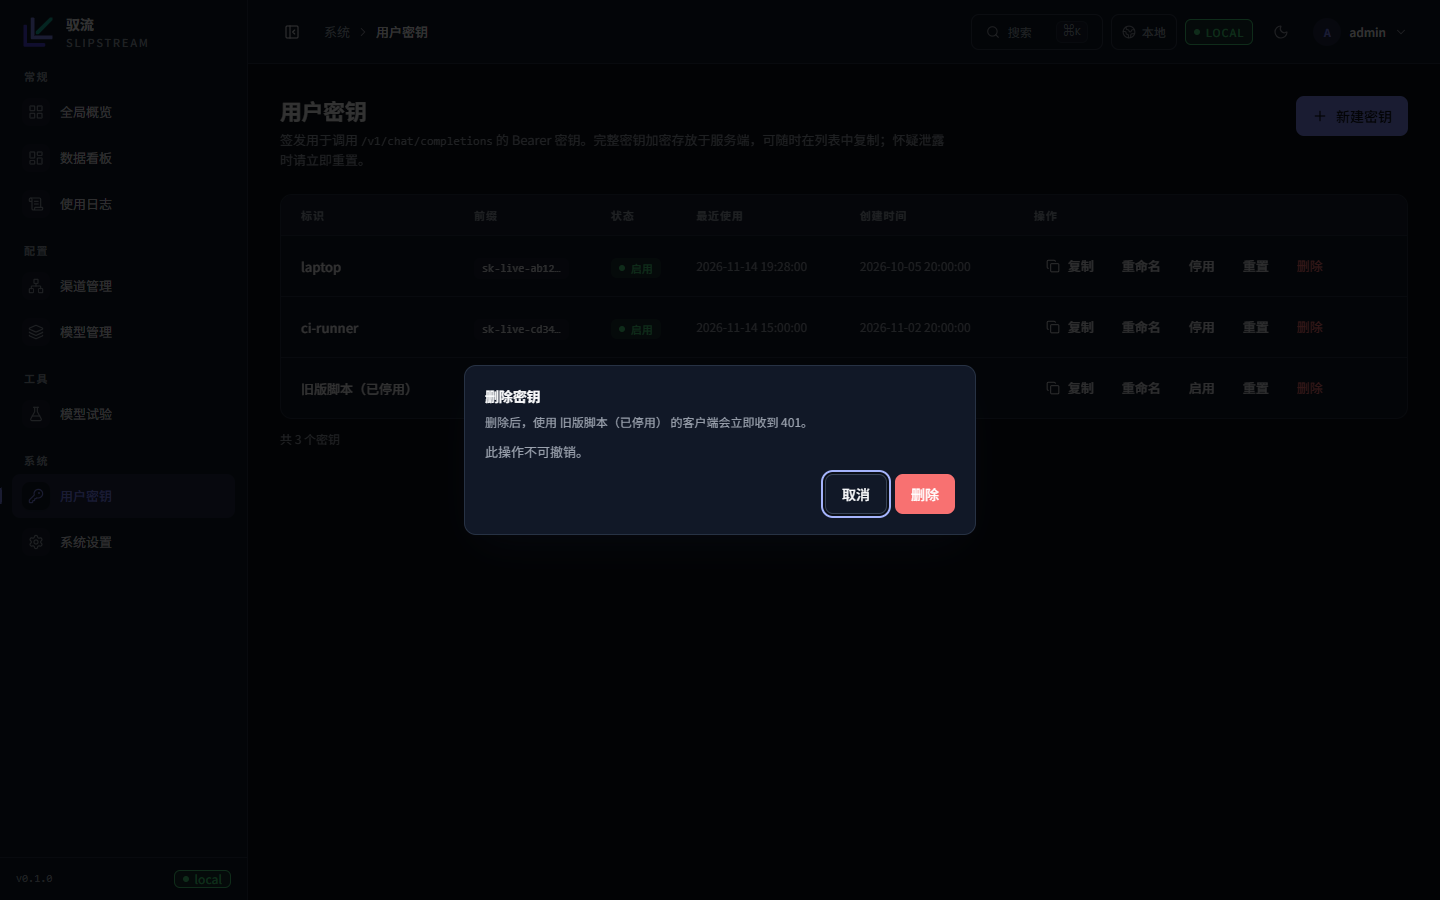 驭流
SLIPSTREAM
常规
全局概览
数据看板
使用日志
配置
渠道管理
模型管理
工具
模型试验
系统
用户密钥
系统设置
v0.1.0
local
系统
用户密钥
搜索
⌘K
本地
LOCAL
A
admin
用户密钥
签发用于调用 /v1/chat/completions 的 Bearer 密钥。完整密钥加密存放于服务端，可随时在列表中复制；怀疑泄露
时请立即重置。
新建密钥
标识 前缀 状态 最近使用 创建时间 操作
laptop sk-live-ab12… 启用 2026-11-14 19:28:00 2026-10-05 20:00:00 复制 重命名 停用 重置 删除
ci-runner sk-live-cd34… 启用 2026-11-14 15:00:00 2026-11-02 20:00:00 复制 重命名 停用 重置 删除
旧版脚本（已停用） 复制 重命名 启用 重置 删除
共 3 个密钥
删除密钥
删除后，使用 旧版脚本（已停用） 的客户端会立即收到 401。
此操作不可撤销。
取消
删除